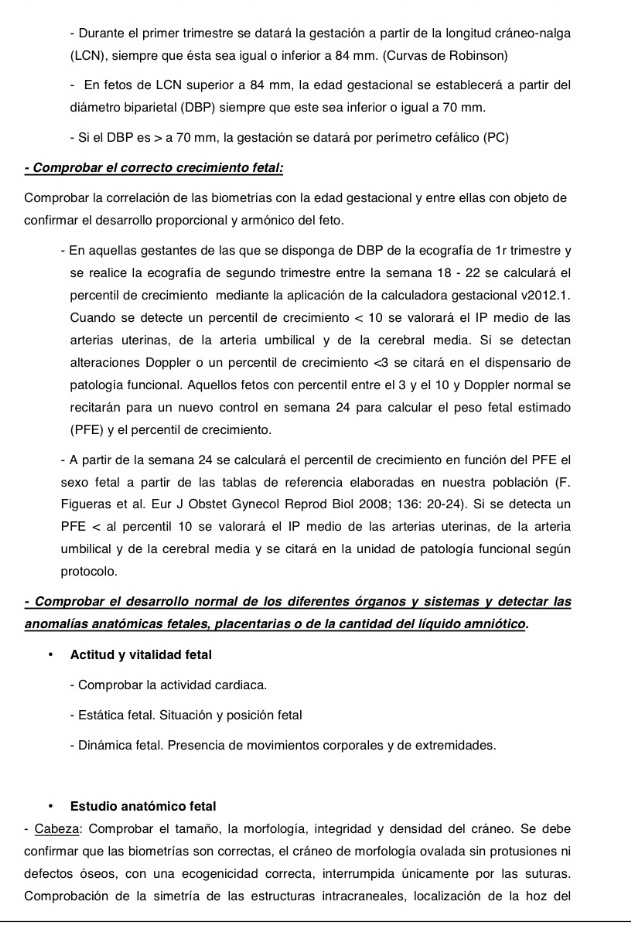 - Durante el primer trimestre se datará la gestación a partir de la longitud cráneo-nalga
(LCN), siempre que ésta sea igual o inferior a 84 mm. (Curvas de Robinson)
- En fetos de LCN superior a 84 mm, la edad gestacional se establecerá a partir del
diámetro biparietal (DBP) siempre que este sea inferior o igual a 70 mm.
- Si el DBP es > a 70 mm, la gestación se datará por perímetro cefálico (PC)
- Comprobar el correcto crecimiento fetal:
Comprobar la correlación de las biometrías con la edad gestacional y entre ellas con objeto de
confirmar el desarrollo proporcional y armónico del feto.
- En aquellas gestantes de las que se disponga de DBP de la ecografía de 1r trimestre y
se realice la ecografía de segundo trimestre entre la semana 18 - 22 se calculará el
percentil de crecimiento mediante la aplicación de la calculadora gestacional v2012.1.
Cuando se detecte un percentil de crecimiento < 10 se valorará el IP medio de las
arterias uterinas, de la arteria umbilical y de la cerebral media. Si se detectan
alteraciones Doppler o un percentil de crecimiento <3 se citará en el dispensario de
patología funcional. Aquellos fetos con percentil entre el 3 y el 10 y Doppler normal se
recitarán para un nuevo control en semana 24 para calcular el peso fetal estimado
(PFE) y el percentil de crecimiento.
- A partir de la semana 24 se calculará el percentil de crecimiento en función del PFE el
sexo fetal a partir de las tablas de referencia elaboradas en nuestra población (F.
Figueras et al. Eur J Obstet Gynecol Reprod Biol 2008; 136: 20-24). Si se detecta un
PFE < al percentil 10 se valorará el IP medio de las arterias uterinas, de la arteria
umbilical y de la cerebral media y se citará en la unidad de patología funcional según
protocolo.
- Comprobar el desarrollo normal de los diferentes órganos y sistemas y detectar las
anomalías anatómicas fetales, placentarias o de la cantidad del líquido amniótico.
• Actitud y vitalidad fetal
- Comprobar la actividad cardiaca.
- Estática fetal. Situación y posición fetal
- Dinámica fetal. Presencia de movimientos corporales y de extremidades.
• Estudio anatómico fetal
- Cabeza: Comprobar el tamaño, la morfología, integridad y densidad del cráneo. Se debe
confirmar que las biometrías son correctas, el cráneo de morfología ovalada sin protusiones ni
defectos óseos, con una ecogenicidad correcta, interrumpida únicamente por las suturas.
Comprobación de la simetría de las estructuras intracraneales, localización de la hoz del